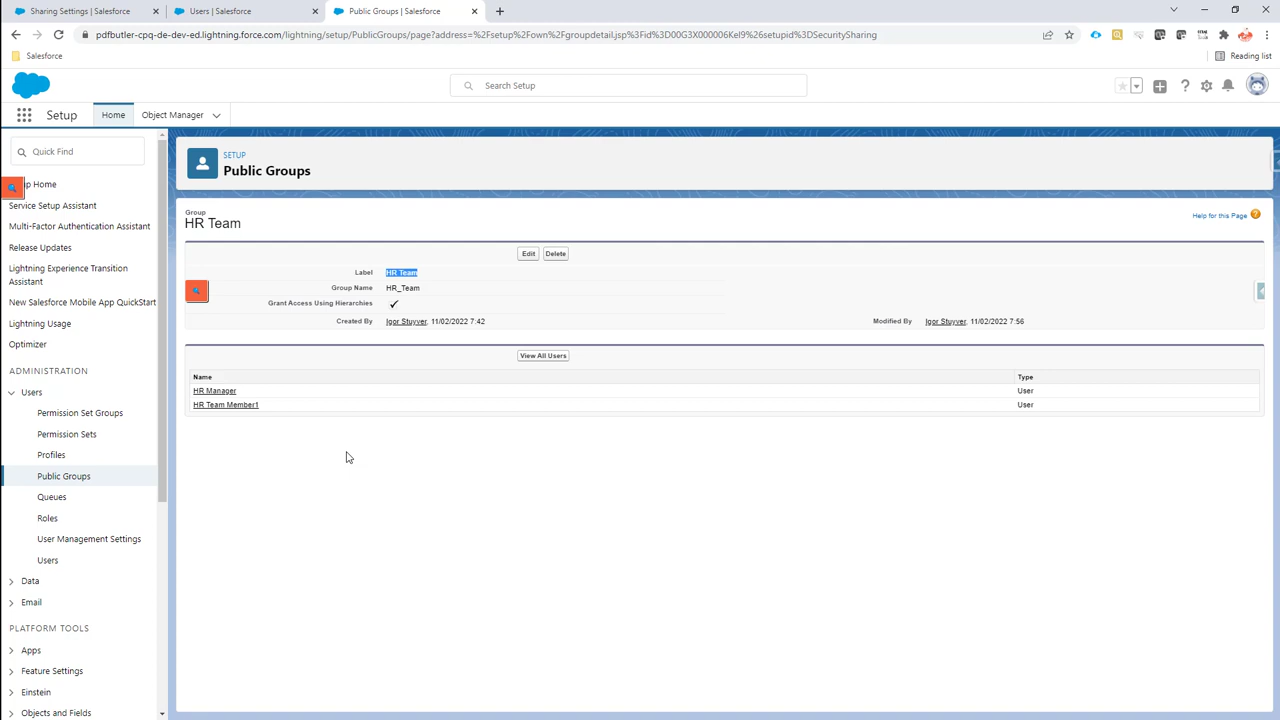 Sharing Settings | Salesforce
Users | Salesforce
Public Groups | Salesforce
pdfbutler-cpq-de-dev-ed.lightning.force.com/lightning/setup/PublicGroups/page?address=%2Fsetup%2Fown%2Fgroupdetail.jsp%3Fid%3D00G3X000006Kel9%26setupid%3DSecuritySharing
Salesforce
Reading list
Search Setup
Setup
Home
Object Manager
Quick Find
SETUP
Public Groups
p Home
Service Setup Assistant
Multi-Factor Authentication Assistant
Release Updates
Lightning Experience Transition
Assistant
New Salesforce Mobile App QuickStart
Lightning Usage
Optimizer
ADMINISTRATION
Users
Permission Set Groups
Permission Sets
Profiles
Public Groups
Queues
Roles
User Management Settings
Users
Data
Email
PLATFORM TOOLS
Apps
Feature Settings
Einstein
Objects and Fields
Group
HR Team
Help for this Page
Edit
Delete
Label HR Team
Group Name HR_Team
Grant Access Using Hierarchies
Created By Igor Stuyver, 11/02/2022 7:42
Modified By Igor Stuyver, 11/02/2022 7:56
View All Users
Name Type
HR Manager User
HR Team Member1 User